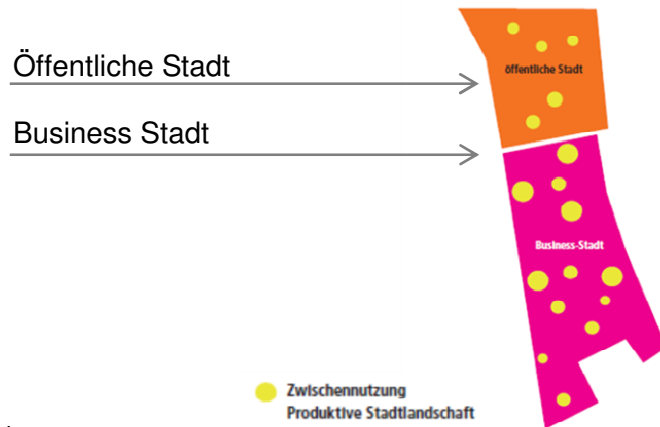 Öffentliche Stadt
öffentliche Stadt
Business Stadt
Business-Stadt
Zwischennutzung
Produktive Stadtlandschaft